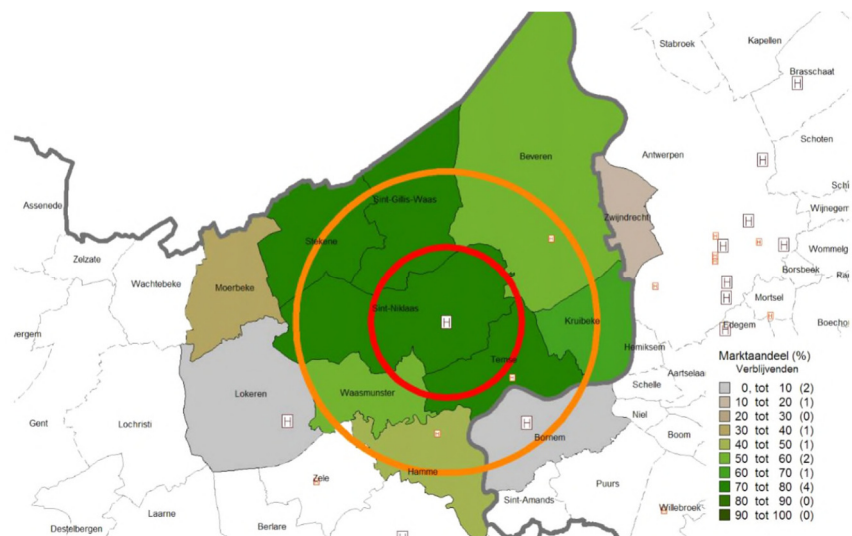 Stabroek
Kapellen
Brasschaat
H
Schoten
Beveren
Antwerpen
H
Sint-Gillis-Waas
Assenede
Zwijndrecht
Wijnegem
H
Stekene
H
H
H
Wommelg
Zelzate
Borsbeek
Wachtebeke
Moerbeke
H
Mortsel
Sint-Niklaas
H
Kruibeke
H
Edegem
Boecho
H
H
vergem
Hemiksem
Temse
Aartselaa
Schelle
Lokeren
Waasmunster
H
Niel
Gent
Lochristi
H
H
H
Bornem
Boom
Hamme
Zele
Puurs
Sint-Amands
Willebroek
Laarne
Destelbergen
Berlare
Marktaandeel (%)
Verblijvenden
0, tot 10 (2)
10 tot 20 (1)
20 tot 30 (0)
30 tot 40 (1)
40 tot 50 (1)
50 tot 60 (2)
60 tot 70 (1)
70 tot 80 (4)
80 tot 90 (0)
90 tot 100 (0)